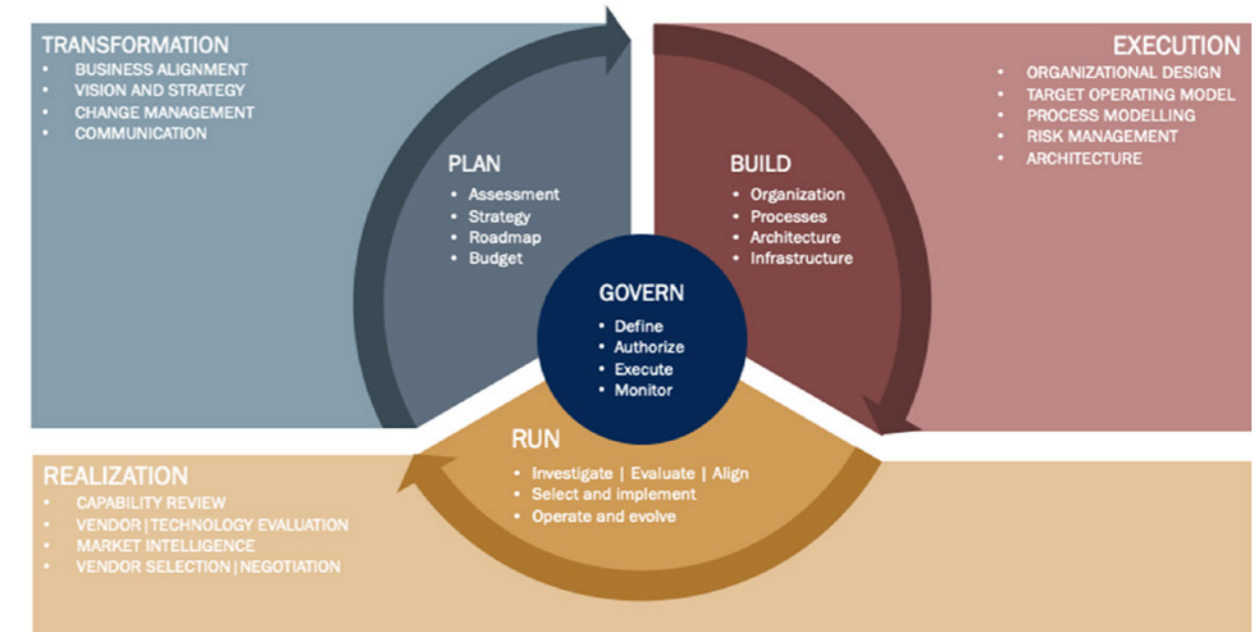 TRANSFORMATION
• BUSINESS ALIGNMENT
• VISION AND STRATEGY
• CHANGE MANAGEMENT
• COMMUNICATION
EXECUTION
• ORGANIZATIONAL DESIGN
• TARGET OPERATING MODEL
• PROCESS MODELLING
• RISK MANAGEMENT
• ARCHITECTURE
PLAN
• Assessment
• Strategy
• Roadmap
• Budget
BUILD
• Organization
• Processes
• Architecture
• Infrastructure
GOVERN
• Define
• Authorize
• Execute
• Monitor
RUN
• Investigate | Evaluate | Align
• Select and implement
• Operate and evolve
REALIZATION
• CAPABILITY REVIEW
• VENDOR|TECHNOLOGY EVALUATION
• MARKET INTELLIGENCE
• VENDOR SELECTION|NEGOTIATION